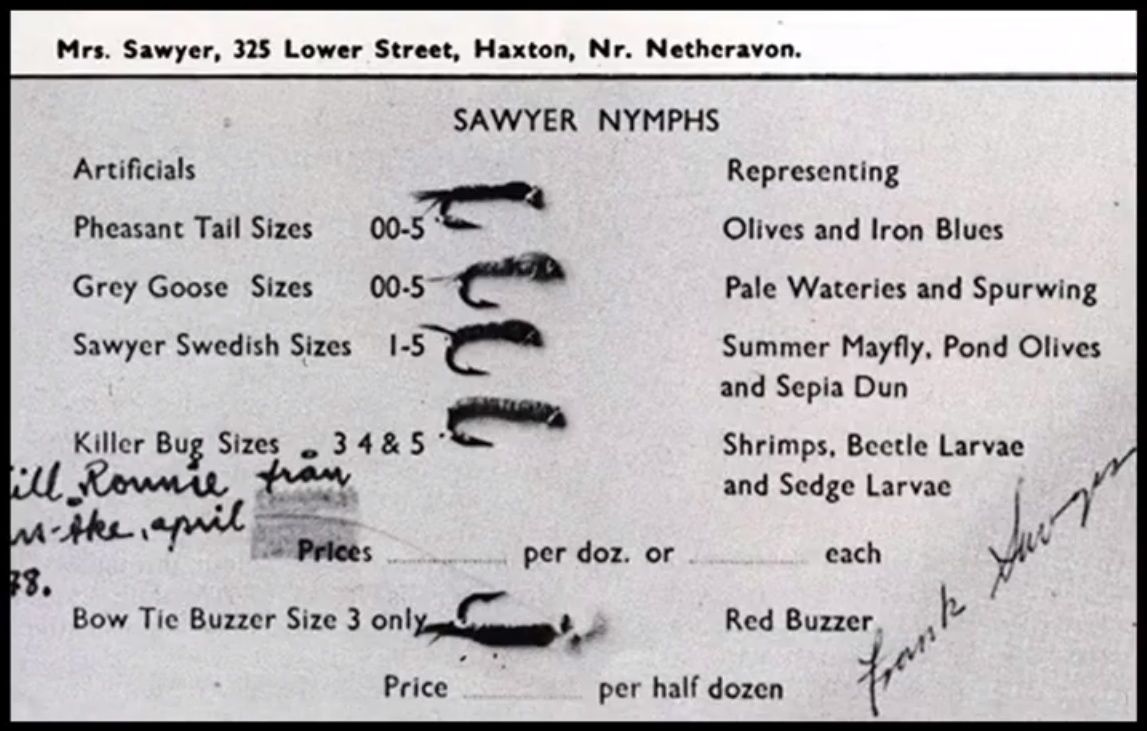 Mrs. Sawyer, 325 Lower Street, Haxton, Nr. Netheravon.
SAWYER NYMPHS
Artificials Representing
Pheasant Tail Sizes 00-5 Olives and Iron Blues
Grey Goose Sizes 00-5 Pale Wateries and Spurwing
Sawyer Swedish Sizes 1-5 Summer Mayfly, Pond Olives
and Sepia Dun
Killer Bug Sizes 3 4 & 5 Shrimps, Beetle Larvae
and Sedge Larvae
ill Ronnie från
april
78.
Prices per doz. or each
Bow Tie Buzzer Size 3 only Red Buzzer
Price per half dozen
Frank Sawyer